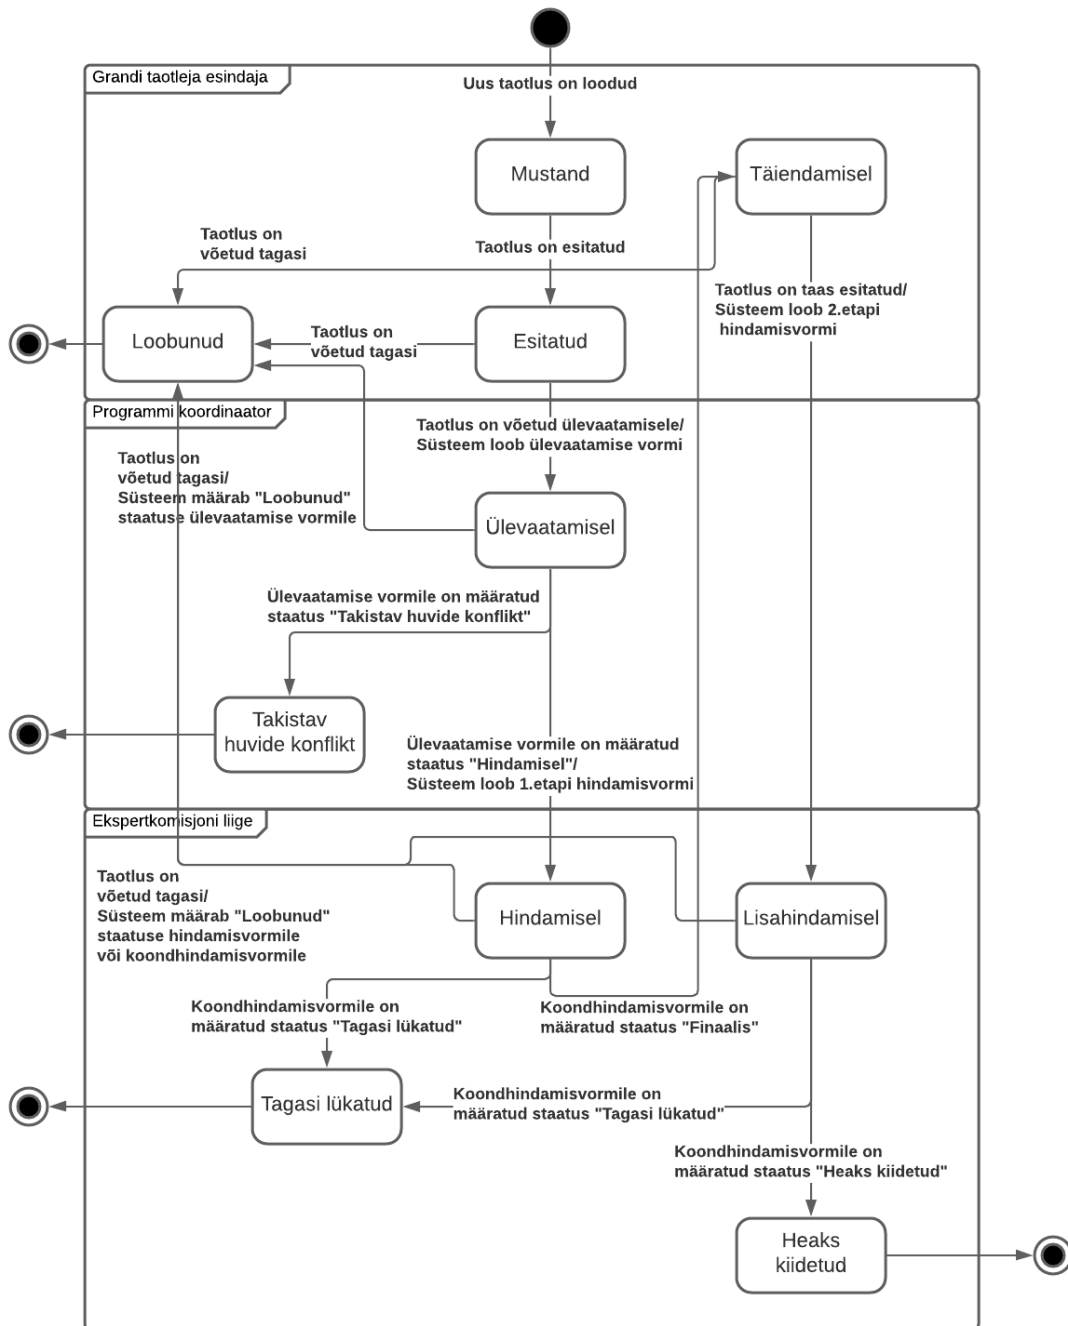 Grandi taotleja esindaja
Uus taotlus on loodud
Mustand
Täiendamisel
Taotlus on
võetud tagasi
Taotlus on esitatud
Taotlus on taas esitatud/
Süsteem loob 2.etapi
hindamisvormi
Loobunud
Taotlus on
võetud tagasi
Esitatud
Programmi koordinaator
Taotlus on võetud ülevaatamisele/
Süsteem loob ülevaatamise vormi
Taotlus on
võetud tagasi/
Süsteem määrab "Loobunud"
staatuse ülevaatamise vormile
Ülevaatamisel
Ülevaatamise vormile on määratud
staatus "Takistav huvide konflikt"
Takistav
huvide konflikt
Ülevaatamise vormile on määratud
staatus "Hindamisel"/
Süsteem loob 1.etapi hindamisvormi
Ekspertkomisjoni liige
Taotlus on
võetud tagasi/
Süsteem määrab "Loobunud"
staatuse hindamisvormile
või koondhindamisvormile
Hindamisel
Lisahindamisel
Koondhindamisvormile on
määratud staatus "Tagasi lükatud"
Koondhindamisvormile on
määratud staatus "Finaalis"
Tagasi lükatud
Koondhindamisvormile on
määratud staatus "Tagasi lükatud"
Koondhindamisvormile on
määratud staatus "Heaks kiidetud"
Heaks
kiidetud